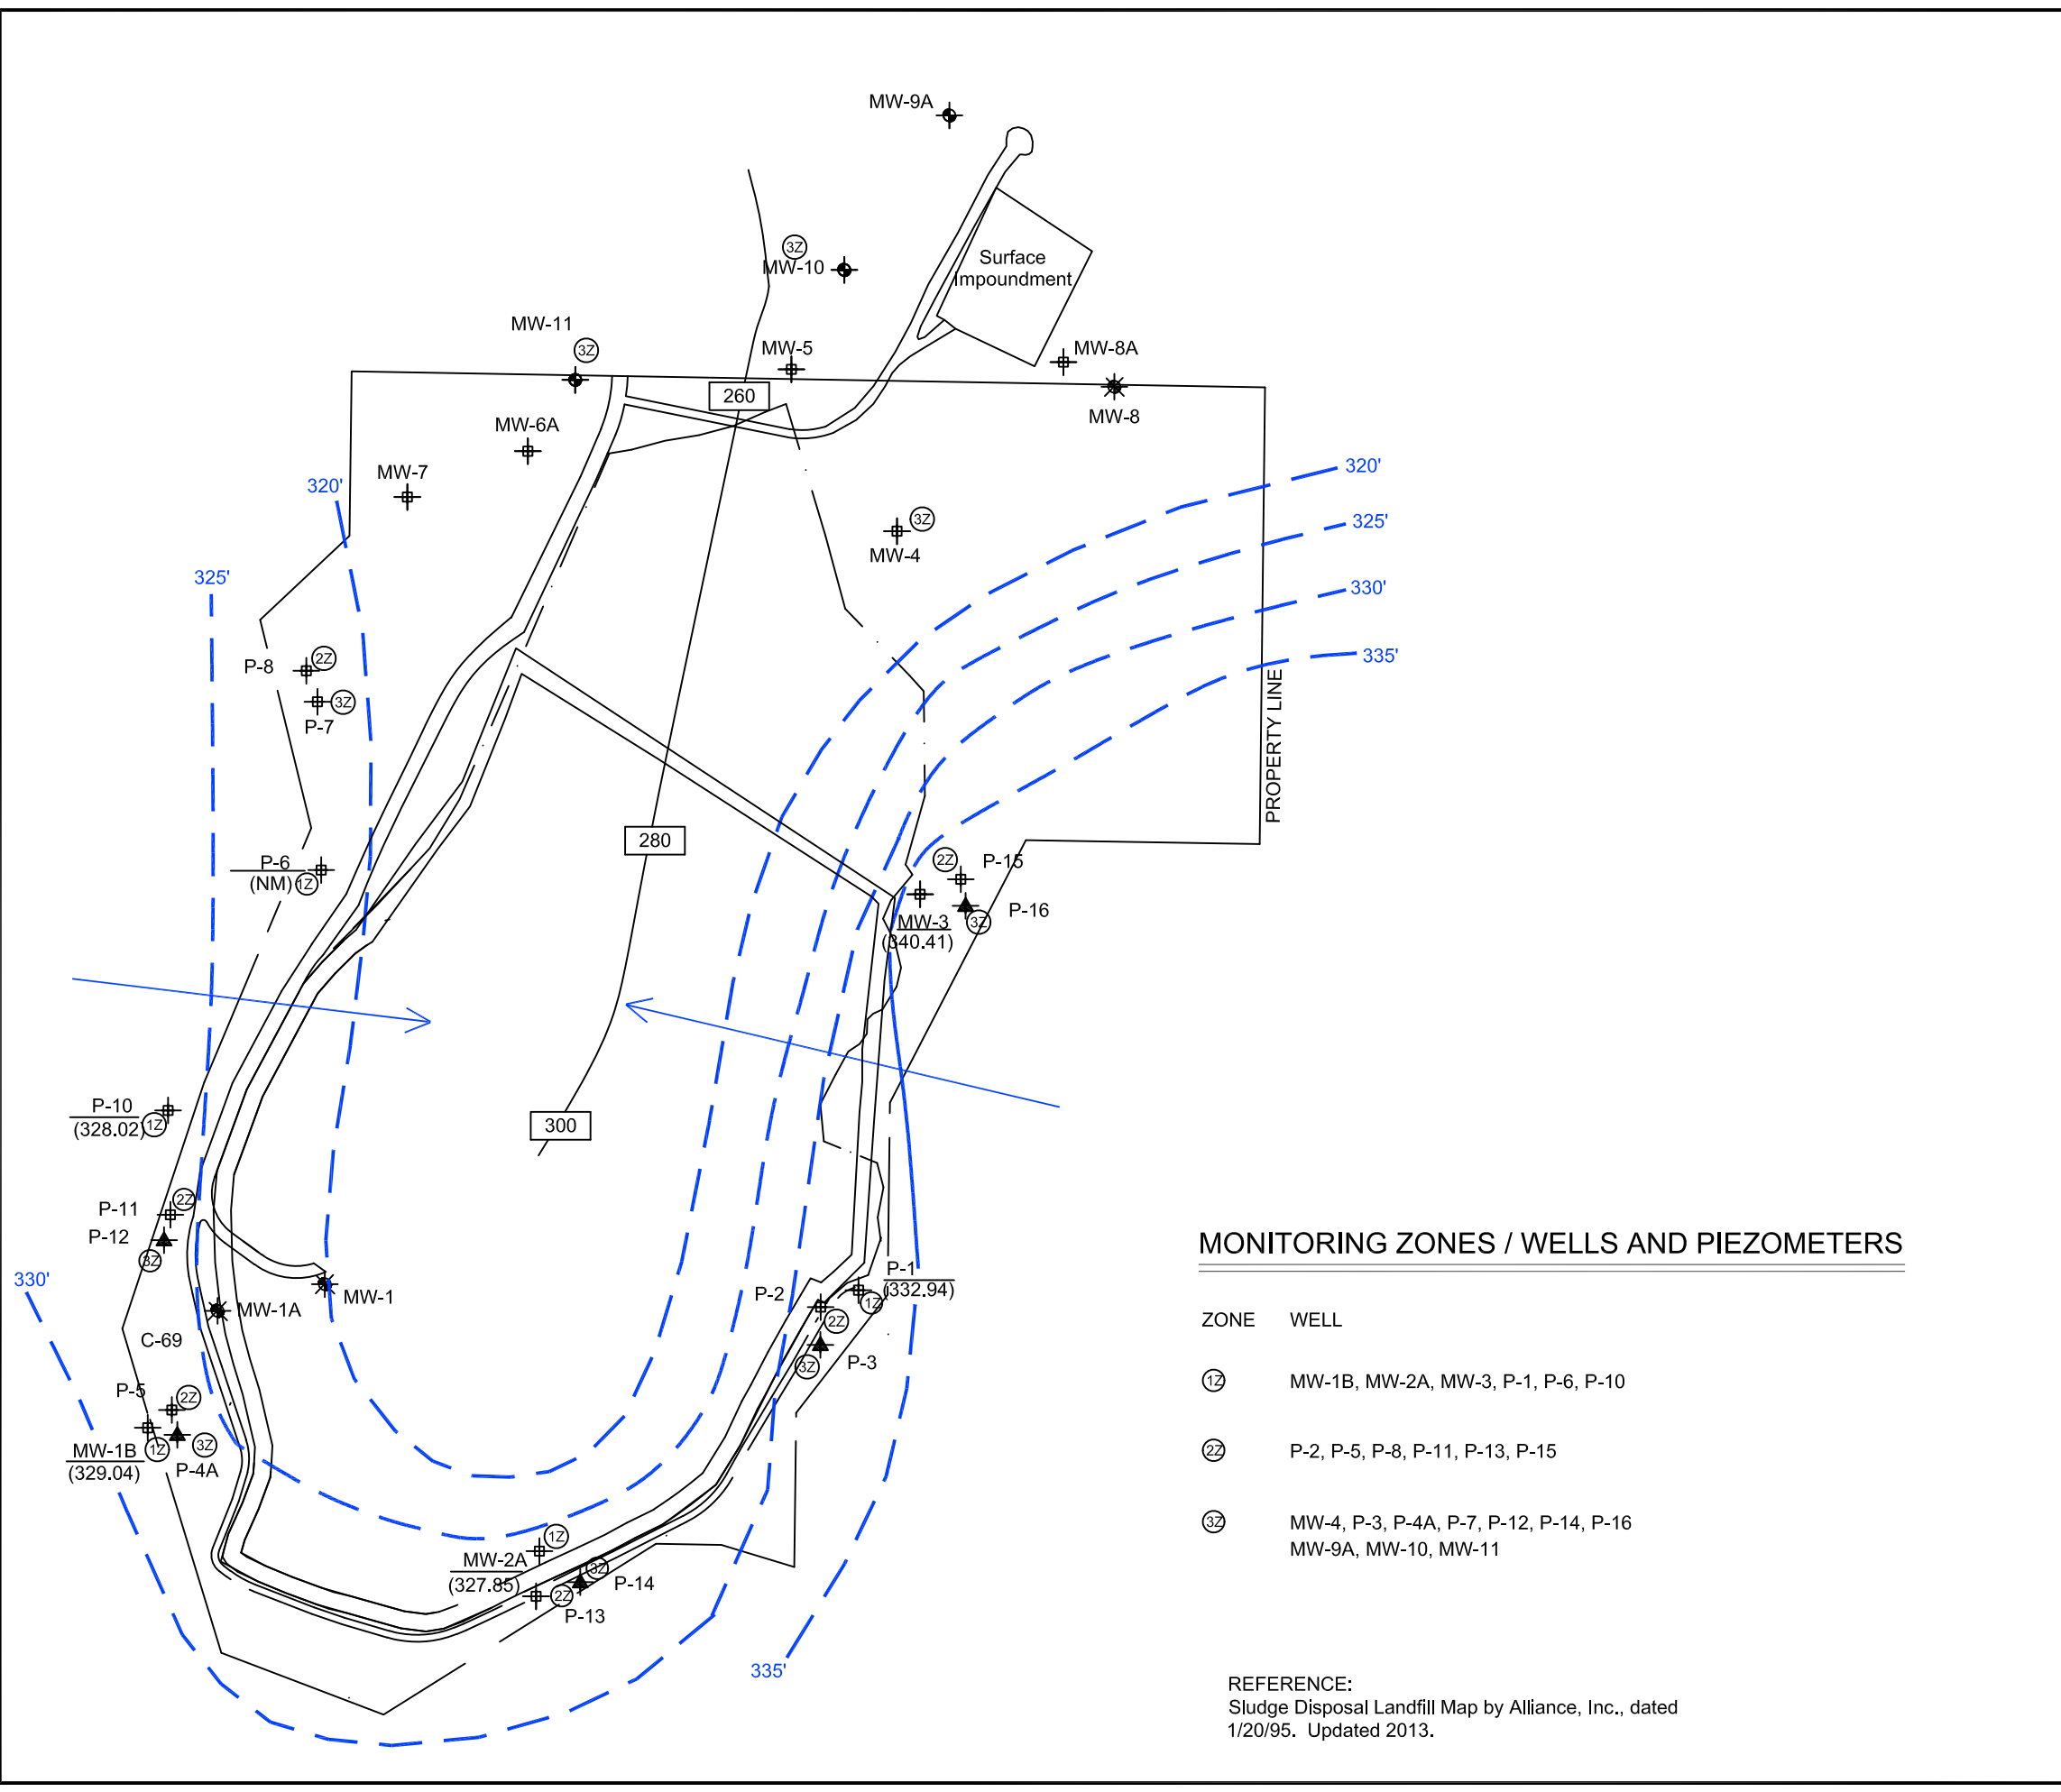 MW-9A
3Z
MW-10
Surface
Impoundment
MW-11
3Z
MW-5
MW-8A
260
MW-8
MW-6A
MW-7
320'
320'
3Z
MW-4
325'
325'
330'
335'
P-8
2Z
3Z
P-7
PROPERTY LINE
280
P-6
(NM)
1Z
2Z
P-15
P-16
3Z
MW-3
(340.41)
P-10
(328.02)
1Z
300
2Z
P-11
P-12
3Z
330'
MW-1
MW-1A
C-69
P-1
(332.94)
1Z
P-2
2Z
3Z
P-3
P-5
2Z
MW-1B
(329.04)
1Z
3Z
P-4A
1Z
MW-2A
(327.85)
3Z
P-14
2Z
P-13
335'
MONITORING ZONES / WELLS AND PIEZOMETERS
ZONE WELL
1Z MW-1B, MW-2A, MW-3, P-1, P-6, P-10
2Z P-2, P-5, P-8, P-11, P-13, P-15
3Z MW-4, P-3, P-4A, P-7, P-12, P-14, P-16
MW-9A, MW-10, MW-11
REFERENCE:
Sludge Disposal Landfill Map by Alliance, Inc., dated
1/20/95. Updated 2013.